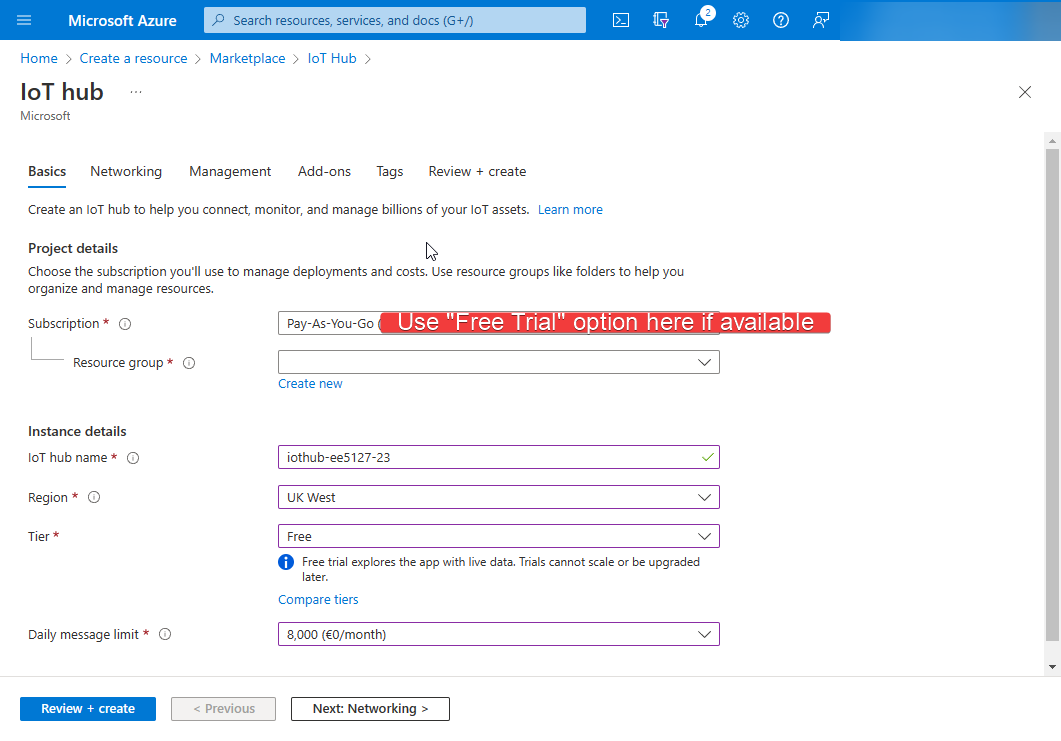 Microsoft Azure
Search resources, services, and docs (G+/)
2
Home > Create a resource > Marketplace > IoT Hub >
IoT hub ...
Microsoft
Basics Networking Management Add-ons Tags Review + create
Create an IoT hub to help you connect, monitor, and manage billions of your IoT assets. Learn more
Project details
Choose the subscription you'll use to manage deployments and costs. Use resource groups like folders to help you
organize and manage resources.
Subscription * Pay-As-You-Go ( Use "Free Trial" option here if available
Resource group *
Create new
Instance details
IoT hub name * iothub-ee5127-23
Region * UK West
Tier * Free
Free trial explores the app with live data. Trials cannot scale or be upgraded
later.
Compare tiers
Daily message limit * 8,000 (€0/month)
Review + create < Previous Next: Networking >